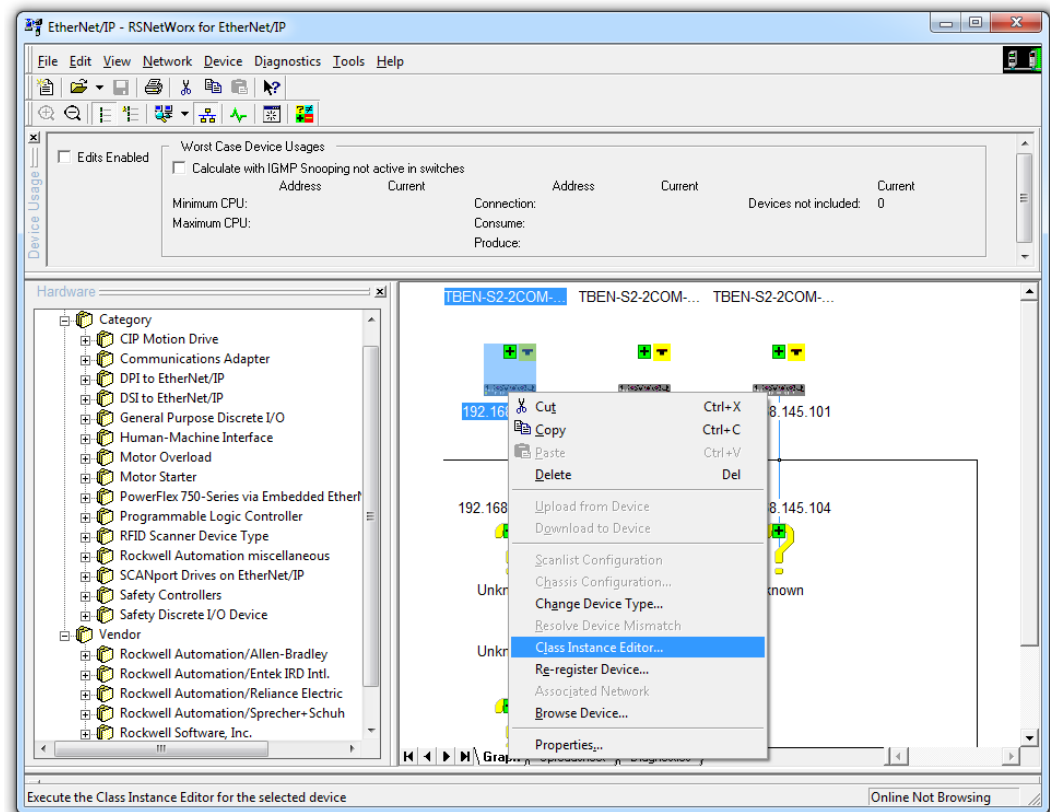 EtherNet/IP - RSNetWorx for EtherNet/IP
File Edit View Network Device Diagnostics Tools Help
Device Usage
Edits Enabled
Worst Case Device Usages
Calculate with IGMP Snooping not active in switches
Address Current Address Current Current
Minimum CPU: Connection: Devices not included: 0
Maximum CPU: Consume:
Produce:
Hardware
Category
CIP Motion Drive
Communications Adapter
DPI to EtherNet/IP
DSI to EtherNet/IP
General Purpose Discrete I/O
Human-Machine Interface
Motor Overload
Motor Starter
PowerFlex 750-Series via Embedded Ether
Programmable Logic Controller
RFID Scanner Device Type
Rockwell Automation miscellaneous
SCANport Drives on EtherNet/IP
Safety Controllers
Safety Discrete I/O Device
Vendor
Rockwell Automation/Allen-Bradley
Rockwell Automation/Entek IRD Intl.
Rockwell Automation/Reliance Electric
Rockwell Automation/Sprecher+Schuh
Rockwell Software, Inc.
TBEN-S2-2COM-... TBEN-S2-2COM-... TBEN-S2-2COM-...
192.16 8.145.101
192.168 8.145.104
Unkn nown
Unkn
Cut Ctrl+X
Copy Ctrl+C
Paste Ctrl+V
Delete Del
Upload from Device
Download to Device
Scanlist Configuration
Chassis Configuration...
Change Device Type...
Resolve Device Mismatch
Class Instance Editor...
Re-register Device...
Associated Network
Browse Device...
Properties...
Graph Spreadsheet Diagnostics
Execute the Class Instance Editor for the selected device
Online Not Browsing